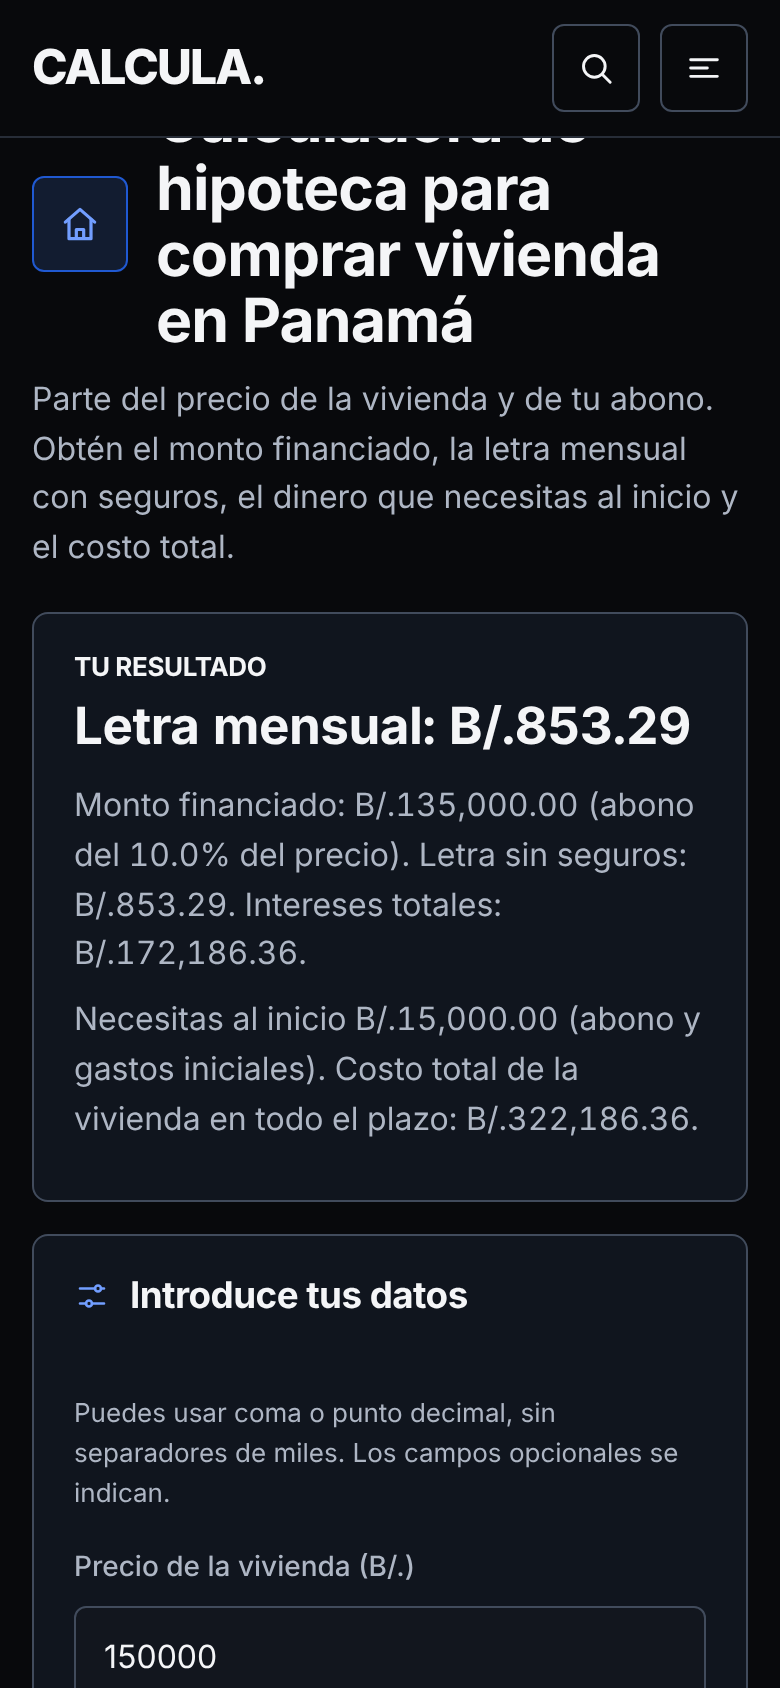 CALCULA.
hipoteca para
comprar vivienda
en Panamá
Parte del precio de la vivienda y de tu abono.
Obtén el monto financiado, la letra mensual
con seguros, el dinero que necesitas al inicio y
el costo total.
TU RESULTADO
Letra mensual: B/.853.29
Monto financiado: B/.135,000.00 (abono
del 10.0% del precio). Letra sin seguros:
B/.853.29. Intereses totales:
B/.172,186.36.
Necesitas al inicio B/.15,000.00 (abono y
gastos iniciales). Costo total de la
vivienda en todo el plazo: B/.322,186.36.
Introduce tus datos
Puedes usar coma o punto decimal, sin
separadores de miles. Los campos opcionales se
indican.
Precio de la vivienda (B/.)
150000